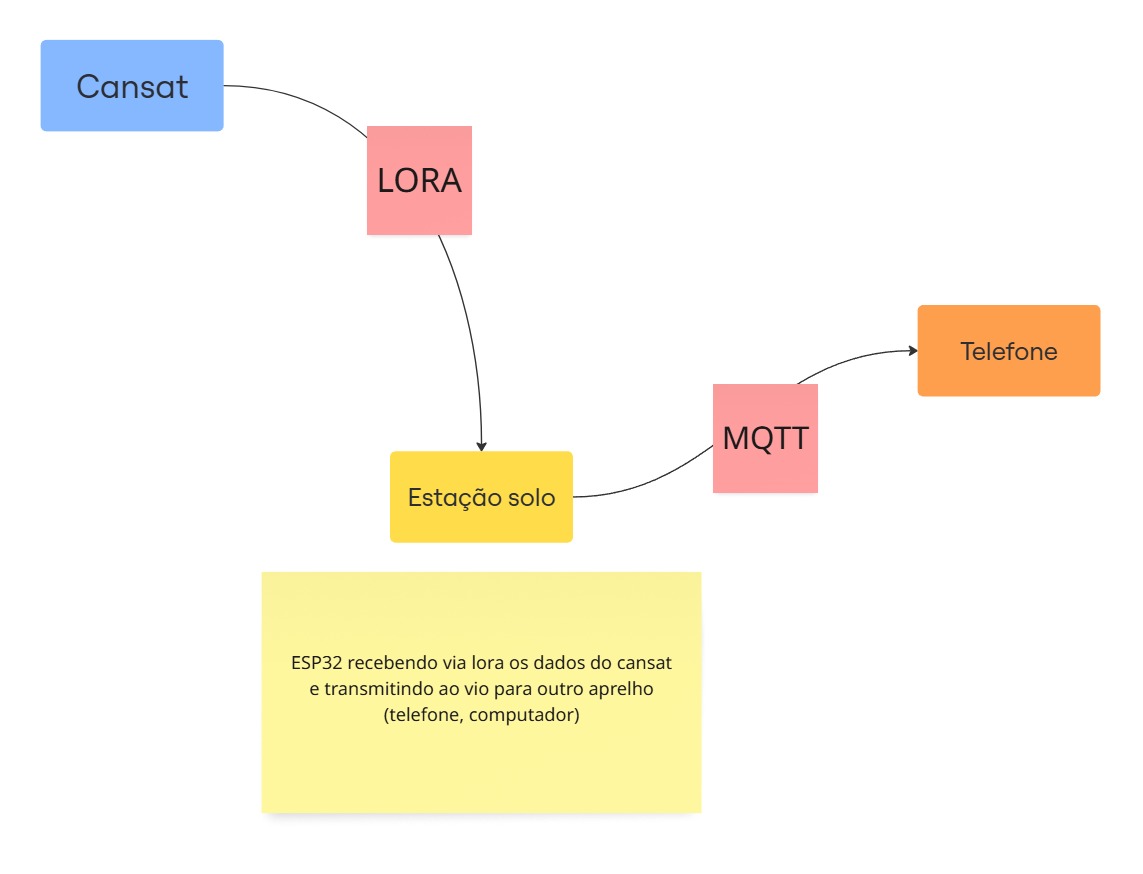 Cansat
LORA
Telefone
MQTT
Estação solo
ESP32 recebendo via lora os dados do cansat
e transmitindo ao vio para outro aprelho
(telefone, computador)